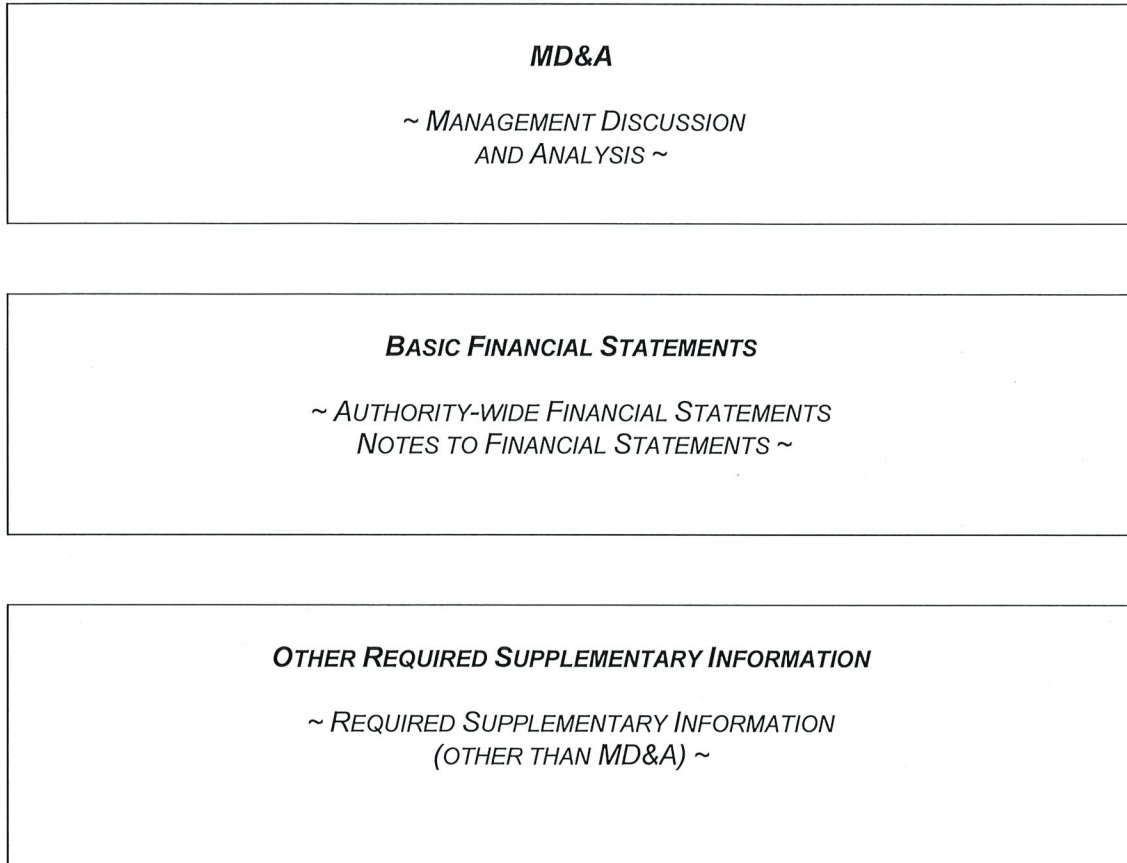 MD&A
~ MANAGEMENT DISCUSSION
AND ANALYSIS ~
BASIC FINANCIAL STATEMENTS
~ AUTHORITY-WIDE FINANCIAL STATEMENTS
NOTES TO FINANCIAL STATEMENTS ~
OTHER REQUIRED SUPPLEMENTARY INFORMATION
~ REQUIRED SUPPLEMENTARY INFORMATION
(OTHER THAN MD&A) ~